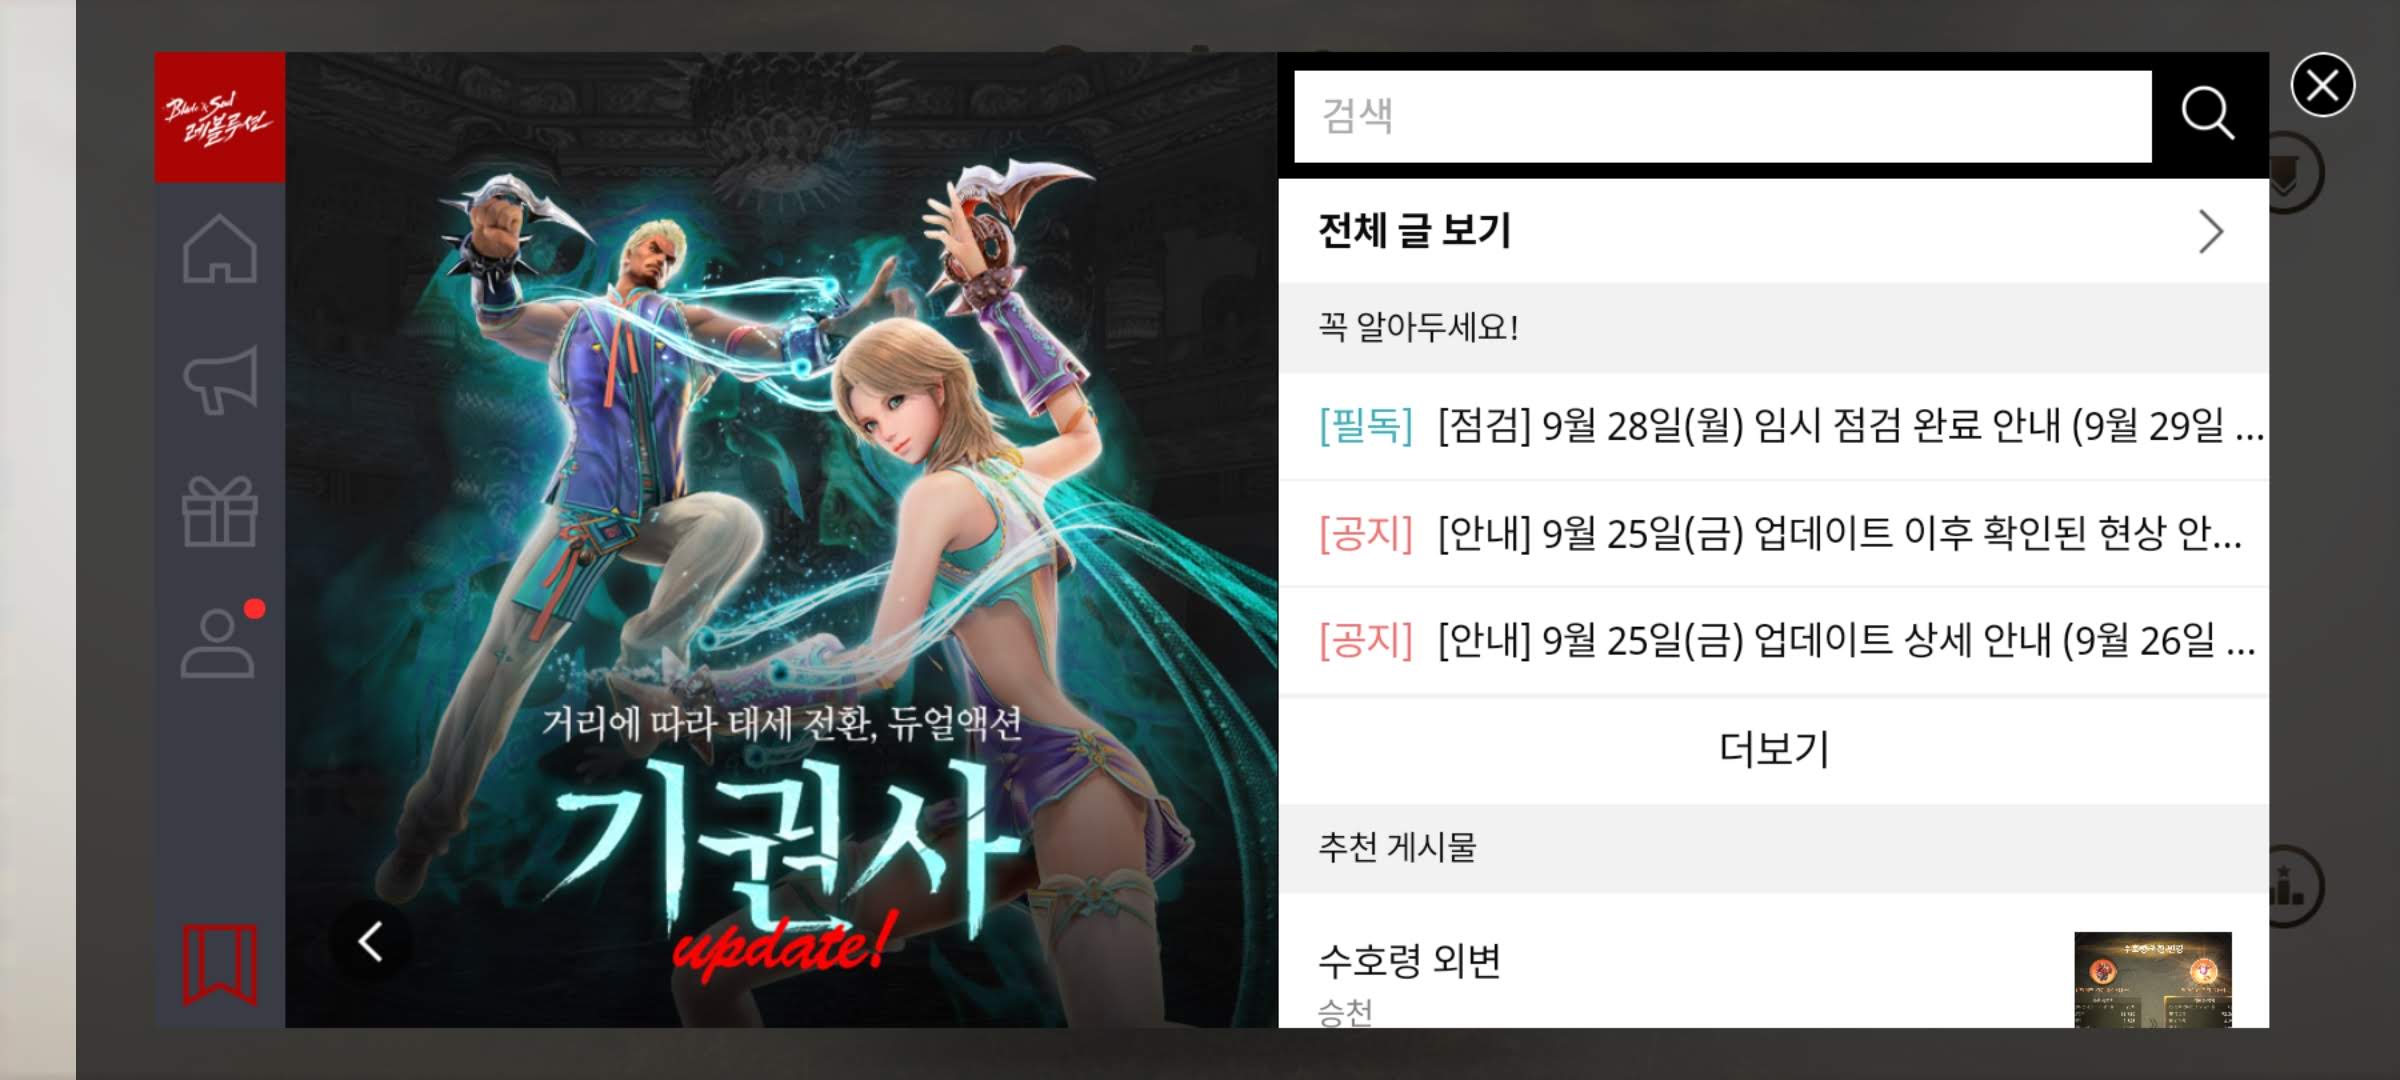 Blade & Soul
레볼루션
거리에 따라 태세 전환, 듀얼액션
기권사
update!
검색
전체 글 보기
꼭 알아두세요!
[필독] [점검] 9월 28일(월) 임시 점검 완료 안내 (9월 29일 ...
[공지] [안내] 9월 25일(금) 업데이트 이후 확인된 현상 안...
[공지] [안내] 9월 25일(금) 업데이트 상세 안내 (9월 26일 ...
더보기
추천 게시물
수호령 외변
승천